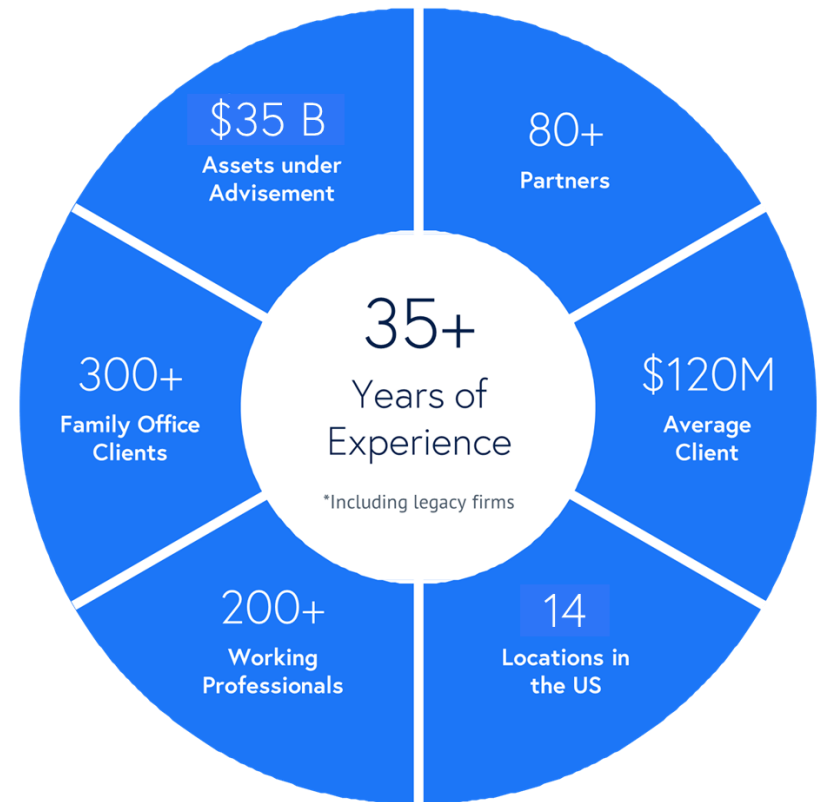 $35 B
Assets under
Advisement
80+
Partners
300+
Family Office
Clients
35+
Years of
Experience
*Including legacy firms
$120M
Average
Client
200+
Working
Professionals
14
Locations in
the US